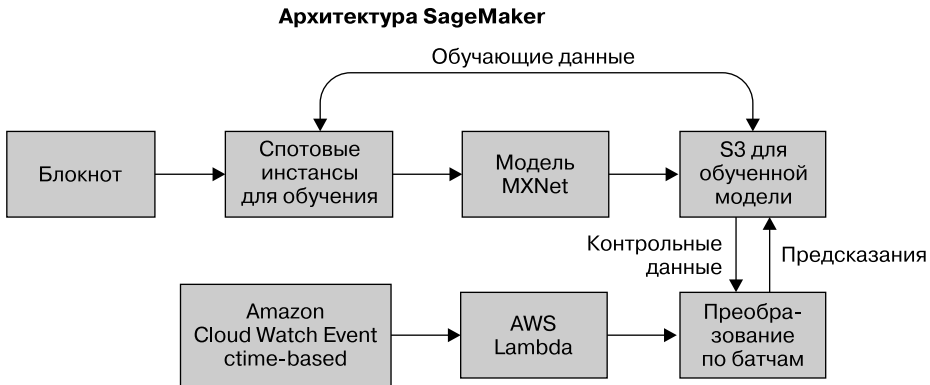 Архитектура SageMaker
Обучающие данные
Блокнот
Спотовые
инстансы
для обучения
Модель
MXNet
S3 для
обученной
модели
Контрольные
данные
Предсказания
Amazon
Cloud Watch Event
ctime-based
AWS
Lambda
Преобра-
зование
по батчам